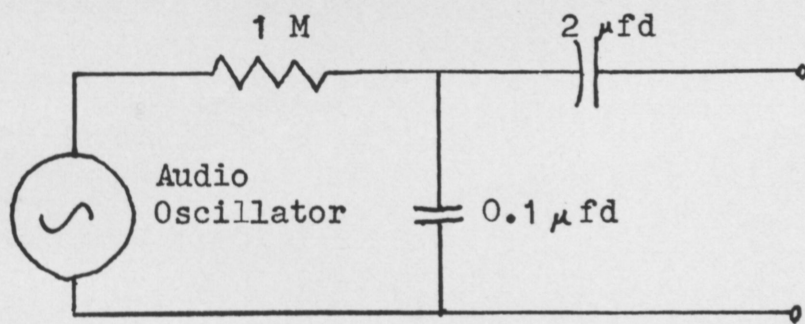 1 M
2 μfd
Audio
Oscillator
0.1 μfd